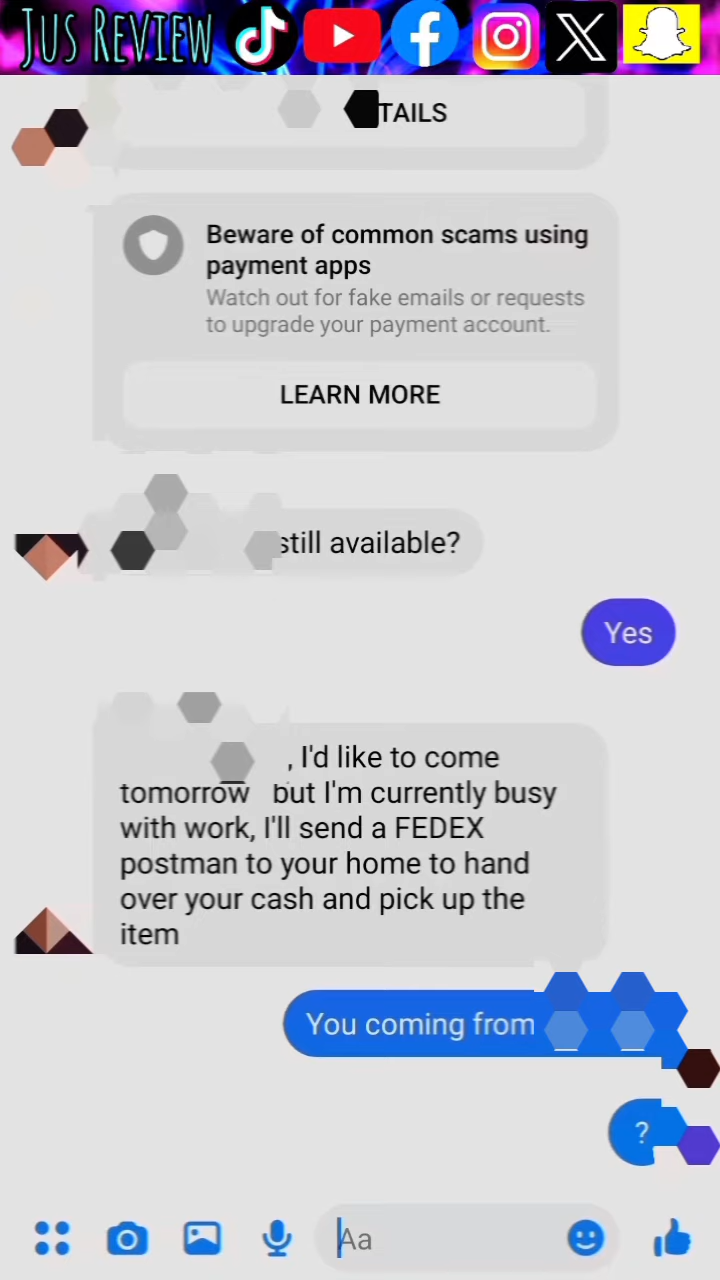 Jus Review
TAILS
Beware of common scams using
payment apps
Watch out for fake emails or requests
to upgrade your payment account.
LEARN MORE
still available?
Yes
, I'd like to come
tomorrow but I'm currently busy
with work, I'll send a FEDEX
postman to your home to hand
over your cash and pick up the
item
You coming from
?
Aa